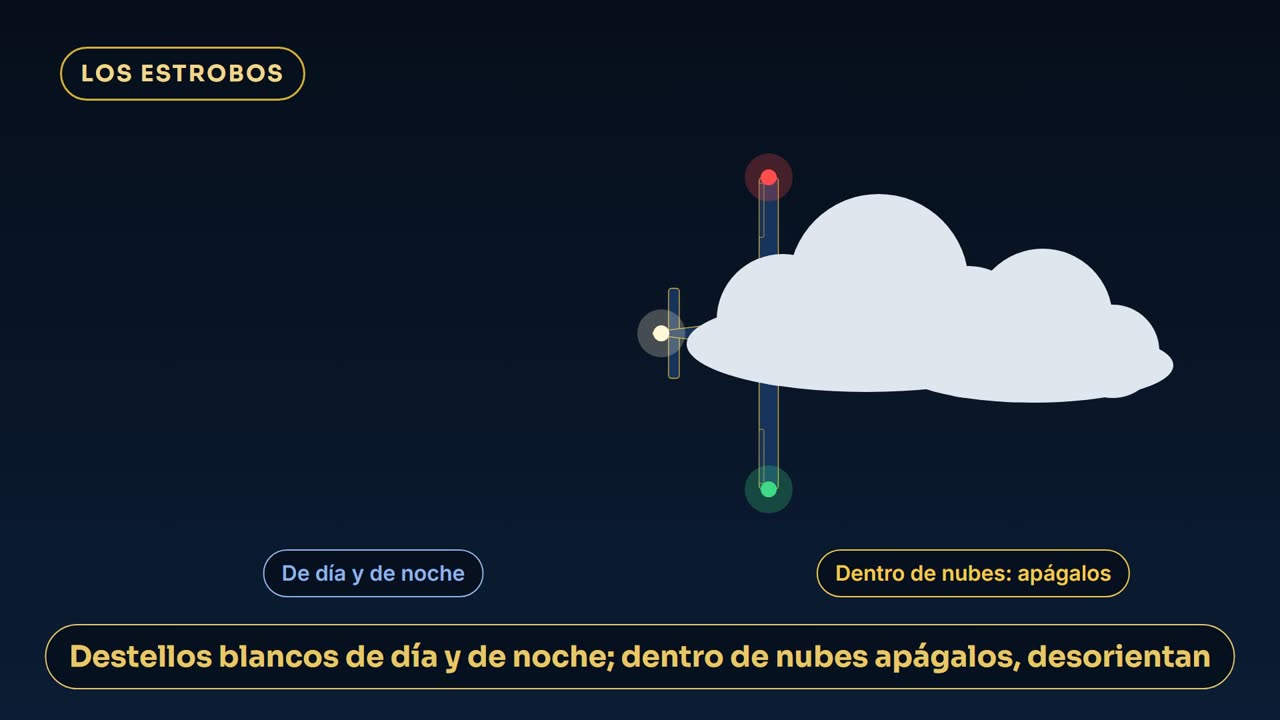 LOS ESTROBOS
De día y de noche
Dentro de nubes: apágalos
Destellos blancos de día y de noche; dentro de nubes apágalos, desorientan